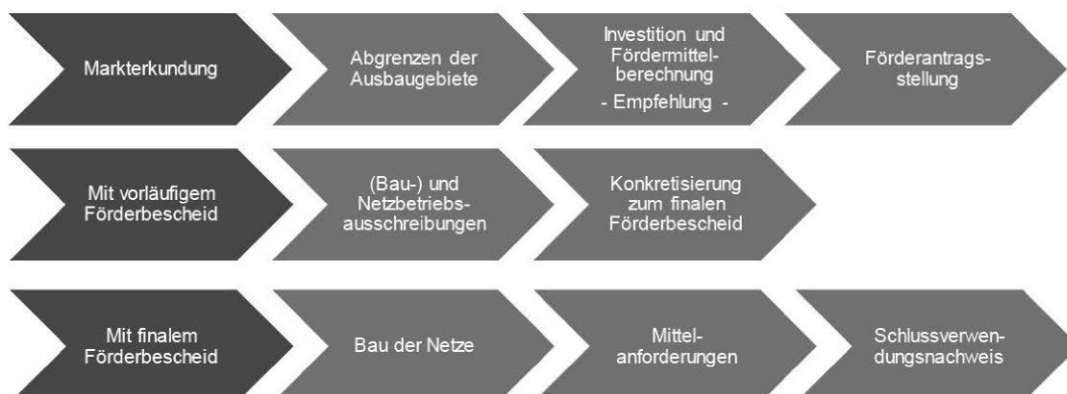 Markterkundung
Abgrenzen der
Ausbaugebiete
Investition und
Fördermittel-
berechnung
- Empfehlung -
Förderantrags-
stellung
Mit vorläufigem
Förderbescheid
(Bau-) und
Netzbetriebs-
ausschreibungen
Konkretisierung
zum finalen
Förderbescheid
Mit finalem
Förderbescheid
Bau der Netze
Mittel-
anforderungen
Schlussverwen-
dungsnachweis